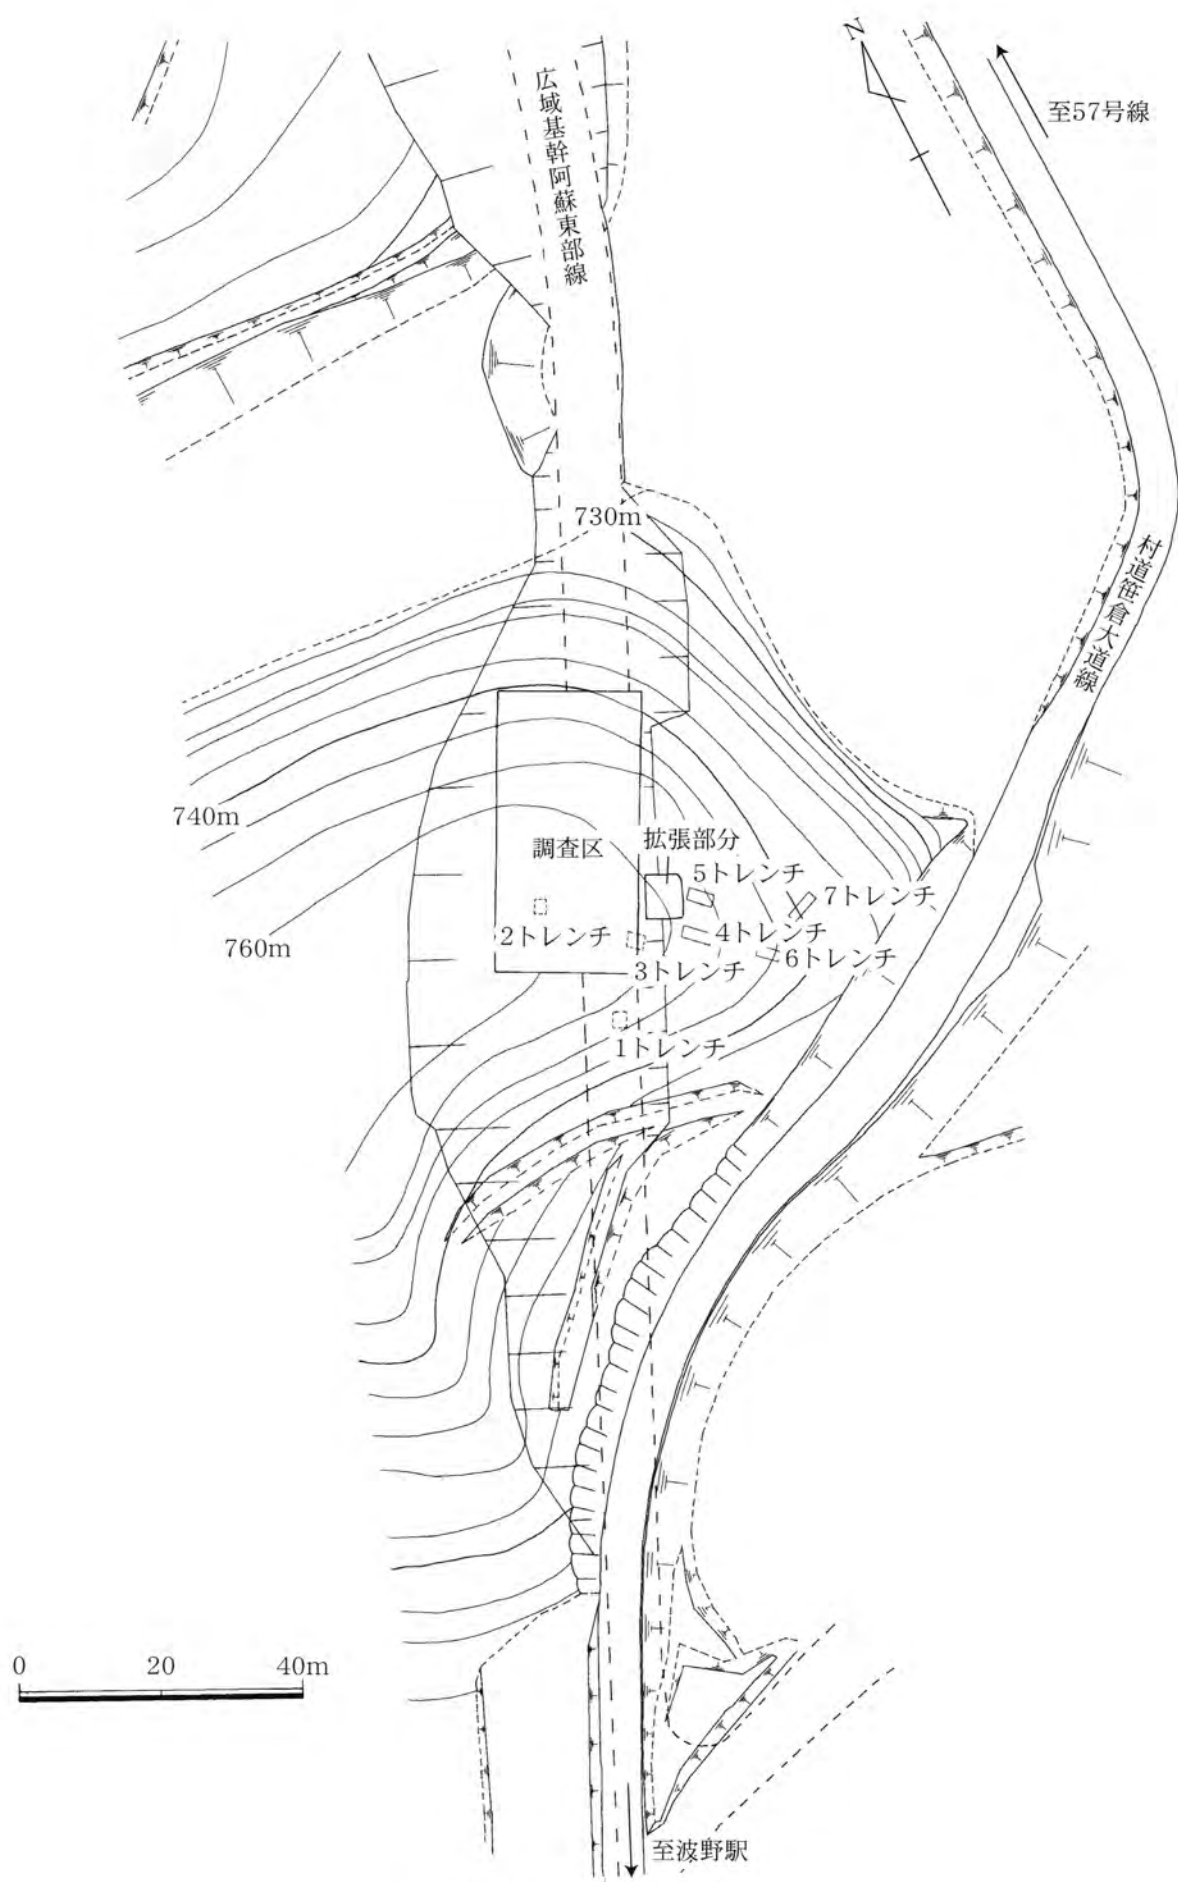 N
至57号線
広域基幹阿蘇東部線
730m
村道笹倉大道線
740m
調査区
拡張部分
5トレンチ
7トレンチ
2トレンチ
4トレンチ
760m
6トレンチ
3トレンチ
1トレンチ
0 20 40m
至波野駅